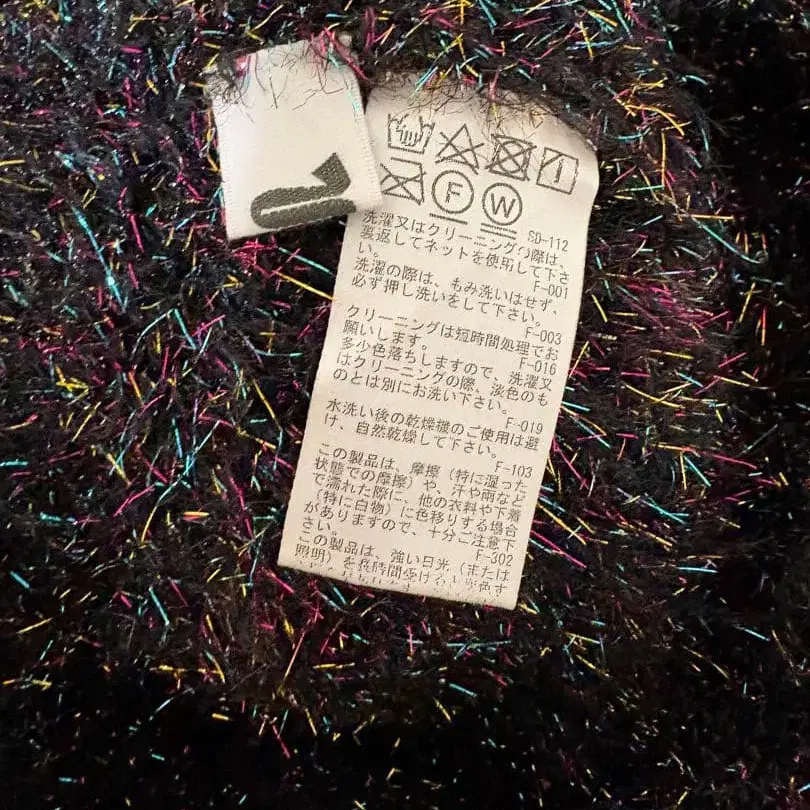 F W
SD-112
洗濯又はクリーニングの際は、
裏返してネットを使用して下さ
い。
F-001
洗濯の際は、もみ洗いはせず、
必ず押し洗いをして下さい。
F-003
クリーニングは短時間処理でお
願いします。
F-016
多少色落ちしますので、洗濯又
はクリーニングの際、淡色のも
のとは別にお洗い下さい。
F-019
水洗い後の乾燥機のご使用は避
け、自然乾燥して下さい。
F-103
この製品は、摩擦(特に湿った
状態での摩擦)や、汗や雨など
で濡れた際に、他の衣料や下着
(特に白物)に色移りする場合
がありますので、十分ご注意下
さい。
F-302
この製品は、強い日光(または
照明)を長時間受ける